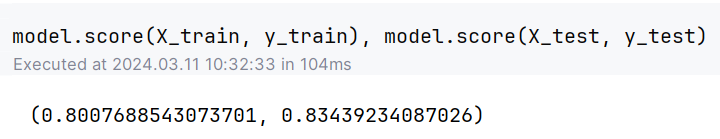 model.score(X_train, y_train), model.score(X_test, y_test)
Executed at 2024.03.11 10:32:33 in 104ms
(0.8007688543073701, 0.83439234087026)